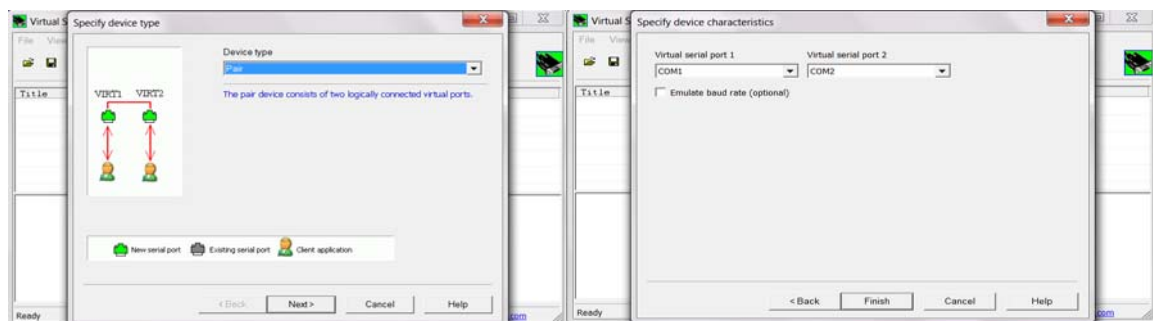 Virtual S
Specify device type
File View
Device type
Pair
The pair device consists of two logically connected virtual ports.
Title
VIRT1 VIRT2
New serial port Existing serial port Client application
< Back Next > Cancel Help
Ready
com
Virtual S
Specify device characteristics
File View
Virtual serial port 1 Virtual serial port 2
COM1 COM2
Title
Emulate baud rate (optional)
< Back Finish Cancel Help
Ready
com